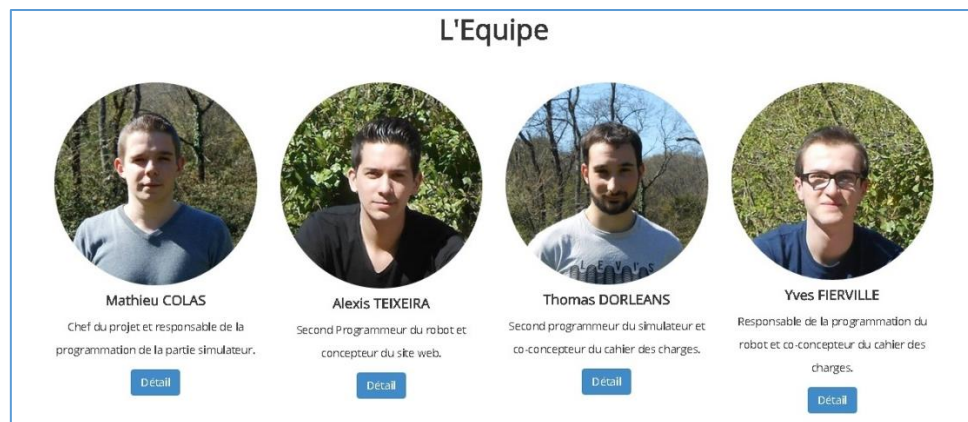 L'Equipe
Mathieu COLAS
Chef du projet et responsable de la
programmation de la partie simulateur.
Détail
Alexis TEIXEIRA
Second Programmeur du robot et
concepteur du site web.
Détail
LEVI'S
Thomas DORLEANS
Second programmeur du simulateur et
co-concepteur du cahier des charges.
Détail
Yves FIERVILLE
Responsable de la programmation du
robot et co-concepteur du cahier des
charges.
Détail